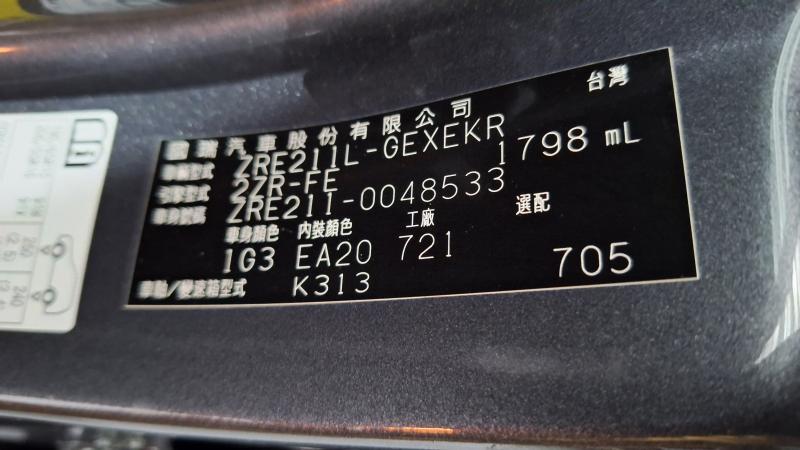 台灣
國瑞汽車股份有限公司
車輛型式 ZRE211L-GEXEKR
引擎型式 2ZR-FE 1798 mL
車身號碼 ZRE211-0048533
車身顏色 內裝顏色 工廠 選配
1G3 EA20 721 705
車軸/變速箱型式 K313
250
240